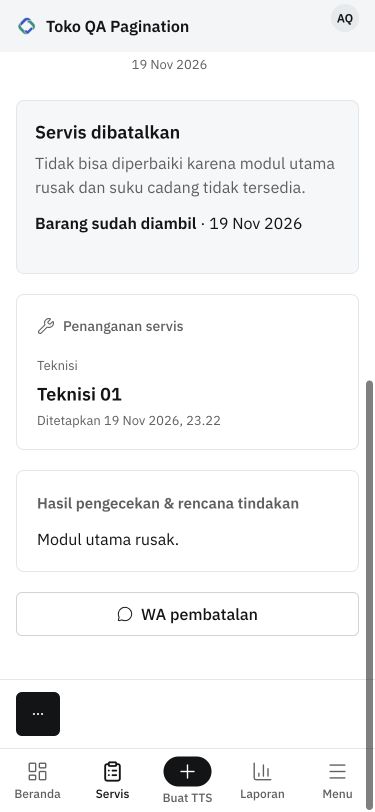 Toko QA Pagination
AQ
19 Nov 2026
Servis dibatalkan
Tidak bisa diperbaiki karena modul utama
rusak dan suku cadang tidak tersedia.
Barang sudah diambil · 19 Nov 2026
Penanganan servis
Teknisi
Teknisi 01
Ditetapkan 19 Nov 2026, 23.22
Hasil pengecekan & rencana tindakan
Modul utama rusak.
WA pembatalan
...
Beranda
Servis
Buat TTS
Laporan
Menu